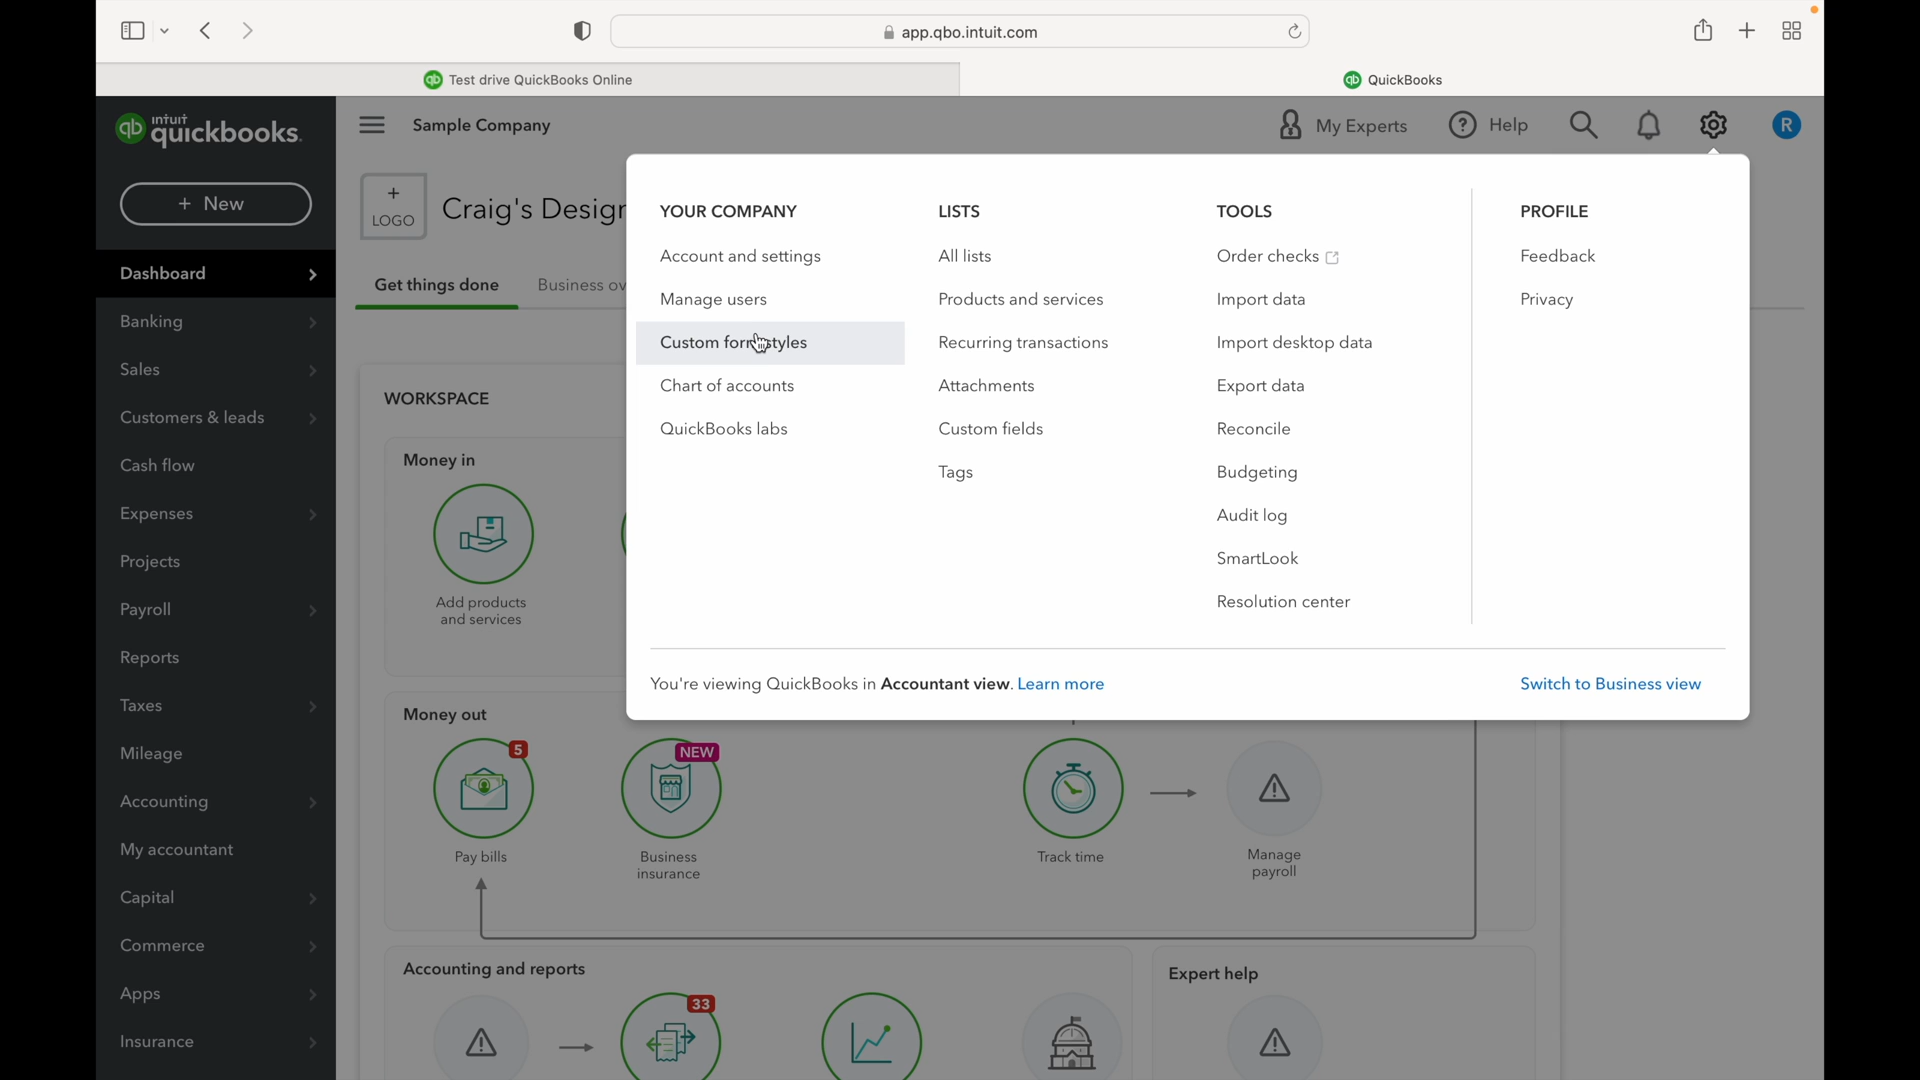 app.qbo.intuit.com
Test drive QuickBooks Online
QuickBooks
intuit
quickbooks.
Sample Company
My Experts
Help
R
+ New
+
LOGO
Craig's Design
Get things done
Business ov
Dashboard
Banking
Sales
Customers & leads
Cash flow
Expenses
Projects
Payroll
Reports
Taxes
Mileage
Accounting
My accountant
Capital
Commerce
Apps
Insurance
YOUR COMPANY
Account and settings
Manage users
Custom form styles
Chart of accounts
QuickBooks labs
LISTS
All lists
Products and services
Recurring transactions
Attachments
Custom fields
Tags
TOOLS
Order checks
Import data
Import desktop data
Export data
Reconcile
Budgeting
Audit log
SmartLook
Resolution center
PROFILE
Feedback
Privacy
You're viewing QuickBooks in Accountant view. Learn more
Switch to Business view
WORKSPACE
Money in
Add products
and services
Money out
5
Pay bills
NEW
Business
insurance
Track time
Manage
payroll
Accounting and reports
33
Expert help